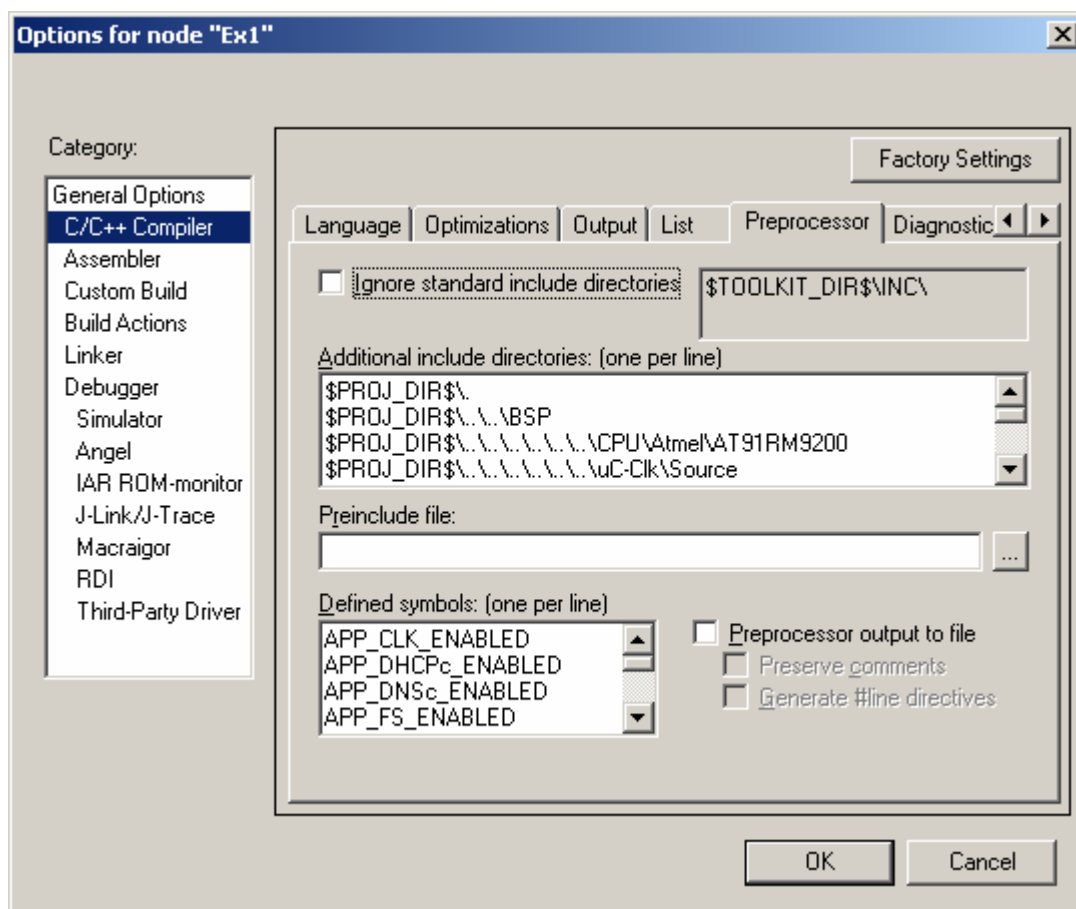 Options for node "Ex1"
Category:
General Options
C/C++ Compiler
Assembler
Custom Build
Build Actions
Linker
Debugger
Simulator
Angel
IAR ROM-monitor
J-Link/J-Trace
Macraigor
RDI
Third-Party Driver
Factory Settings
Language Optimizations Output List Preprocessor Diagnostic
Ignore standard include directories
$TOOLKIT_DIR$\INC\
Additional include directories: (one per line)
$PROJ_DIR$\.
$PROJ_DIR$\..\..\BSP
$PROJ_DIR$\..\..\..\..\..\..\CPU\Atmel\AT91RM9200
$PROJ_DIR$\..\..\..\..\..\..\uC-Clk\Source
Preinclude file:
...
Defined symbols: (one per line)
APP_CLK_ENABLED
APP_DHCPc_ENABLED
APP_DNSc_ENABLED
APP_FS_ENABLED
Preprocessor output to file
Preserve comments
Generate #line directives
OK Cancel